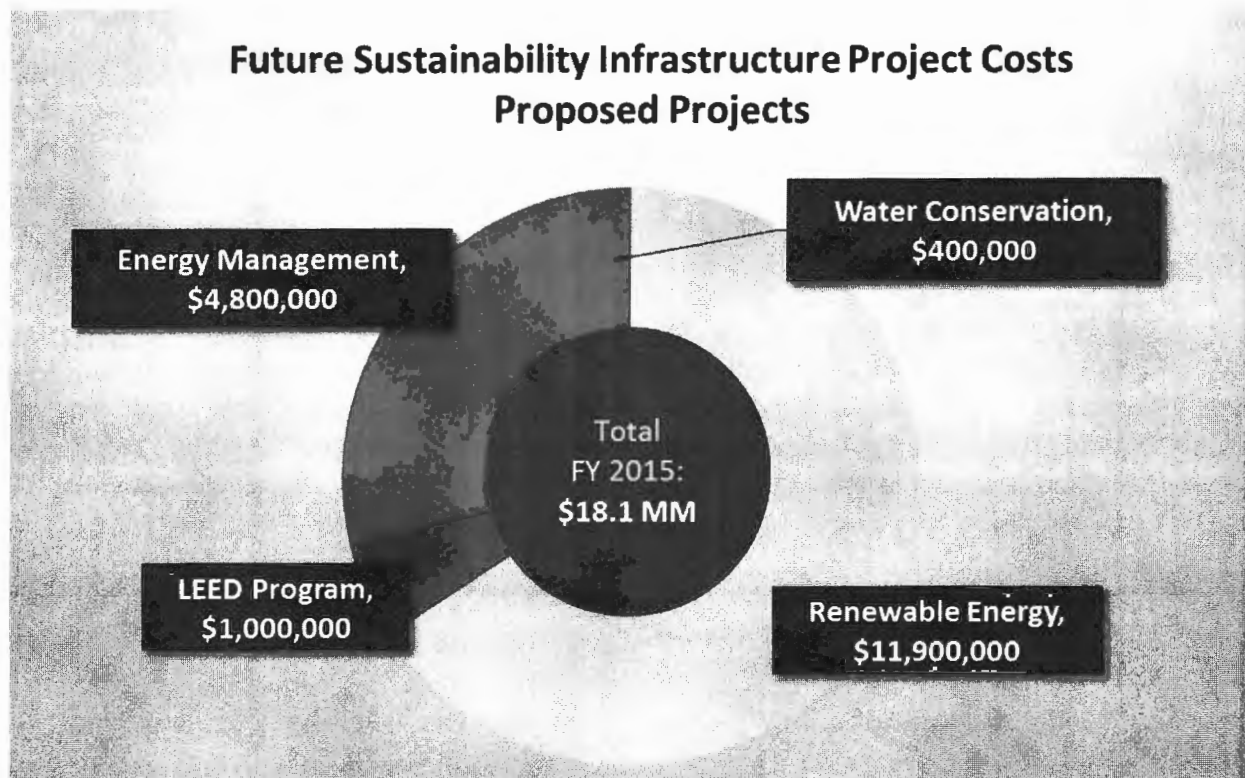 Future Sustainability Infrastructure Project Costs
Proposed Projects
Water Conservation,
$400,000
Energy Management,
$4,800,000
Total
FY 2015:
$18.1 MM
LEED Program,
$1,000,000
Renewable Energy,
$11,900,000